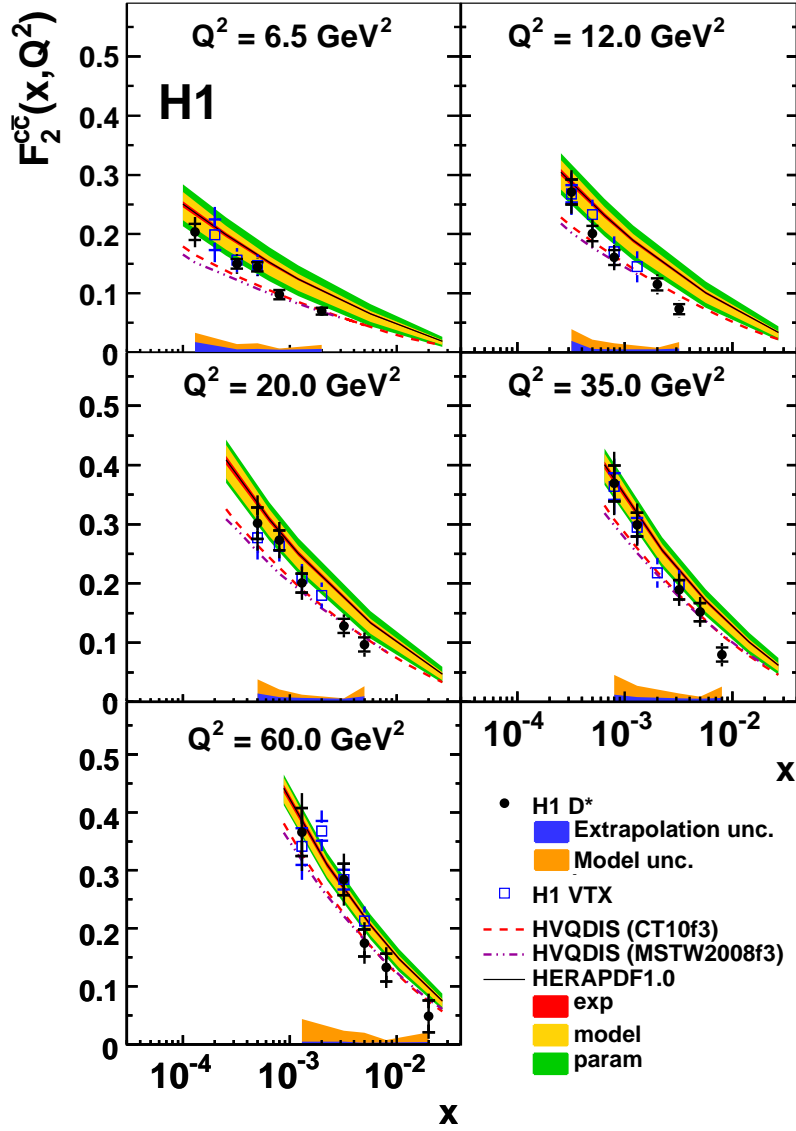 F₂^cc̄(x,Q²)
Q² = 6.5 GeV²
Q² = 12.0 GeV²
H1
0.5
0.4
0.3
0.2
0.1
0
Q² = 20.0 GeV²
Q² = 35.0 GeV²
0.5
0.4
0.3
0.2
0.1
0
10⁻⁴
10⁻³
10⁻²
x
Q² = 60.0 GeV²
0.5
0.4
0.3
0.2
0.1
0
10⁻⁴
10⁻³
10⁻²
x
H1 D*
Extrapolation unc.
Model unc.
H1 VTX
HVQDIS (CT10f3)
HVQDIS (MSTW2008f3)
HERAPDF1.0
exp
model
param